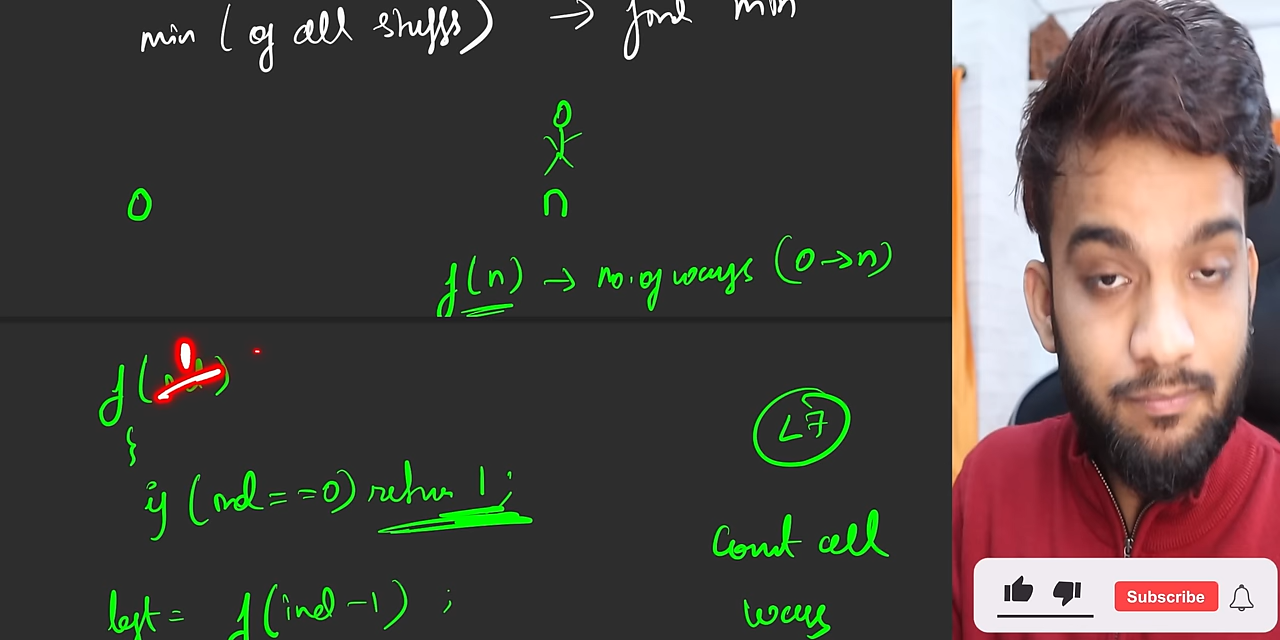 min (of all stuffs) → find min
0
n
f(n) → no. of ways (0→n)
f(
{
if (ind==0) return 1;
L7
Count all
ways
left = f(ind-1) ;
Subscribe